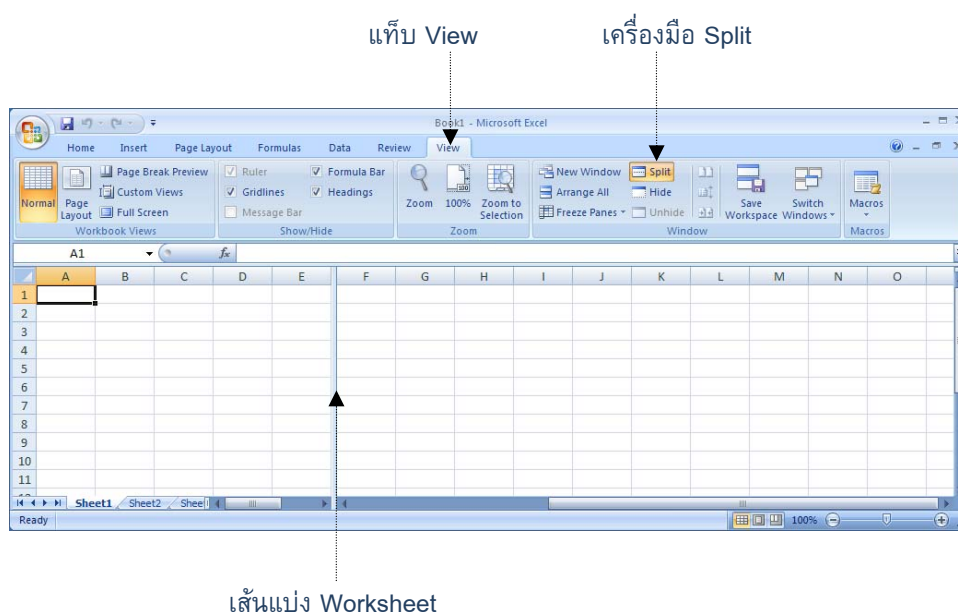 แท็บ View เครื่องมือ Split
Book1 - Microsoft Excel
Home Insert Page Layout Formulas Data Review View
Normal Page Layout Page Break Preview Custom Views Full Screen
Workbook Views
Ruler Formula Bar
Gridlines Headings
Message Bar
Show/Hide
Zoom 100% Zoom to Selection
Zoom
New Window Split
Arrange All Hide
Freeze Panes Unhide
Save Workspace Switch Windows
Window
Macros
Macros
A1 fx
A B C D E F G H I J K L M N O
1
2
3
4
5
6
7
8
9
10
11
Sheet1 Sheet2 Shee
Ready 100%
เส้นแบ่ง Worksheet